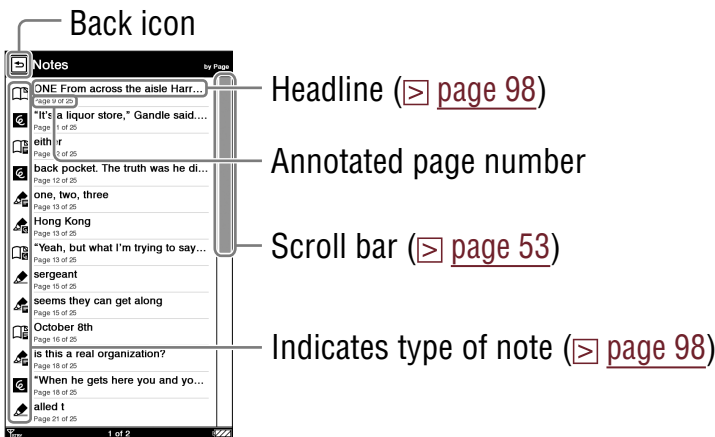 Back icon
Notes
by Page
ONE From across the aisle Harr...
Page 9 of 25
"It's a liquor store," Gandle said....
Page 11 of 25
either
Page 12 of 25
back pocket. The truth was he di...
Page 12 of 25
one, two, three
Page 13 of 25
Hong Kong
Page 13 of 25
"Yeah, but what I'm trying to say...
Page 13 of 25
sergeant
Page 15 of 25
seems they can get along
Page 15 of 25
October 8th
Page 16 of 25
is this a real organization?
Page 18 of 25
"When he gets here you and yo...
Page 18 of 25
alled t
Page 21 of 25
1 of 2
Headline (> page 98)
Annotated page number
Scroll bar (> page 53)
Indicates type of note (> page 98)